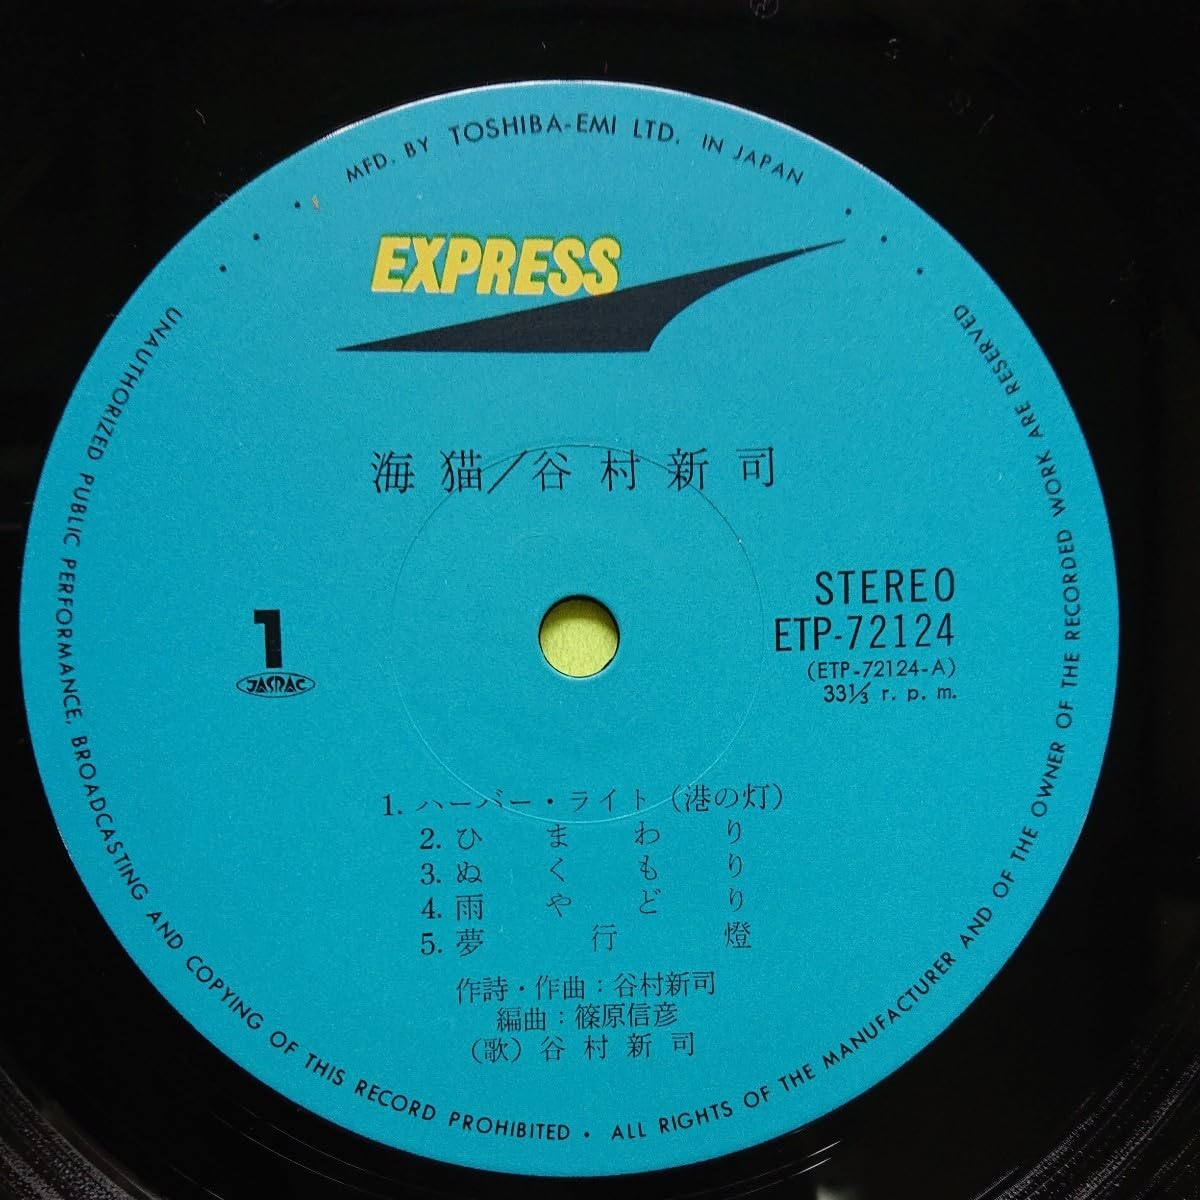 MFD. BY TOSHIBA-EMI LTD. IN JAPAN
EXPRESS
海猫/谷村新司
STEREO
ETP-72124
(ETP-72124-A)
33⅓ r. p. m.
1
JASRAC
1. ハーバー・ライト (港の灯)
2. ひまわり
3. ぬくもり
4. 雨やどり
5. 夢行燈
作詩・作曲：谷村新司
編曲：篠原信彦
(歌) 谷村新司
UNAUTHORIZED PUBLIC PERFORMANCE, BROADCASTING AND COPYING OF THIS RECORD PROHIBITED • ALL RIGHTS OF THE MANUFACTURER AND OF THE OWNER OF THE RECORDED WORK ARE RESERVED